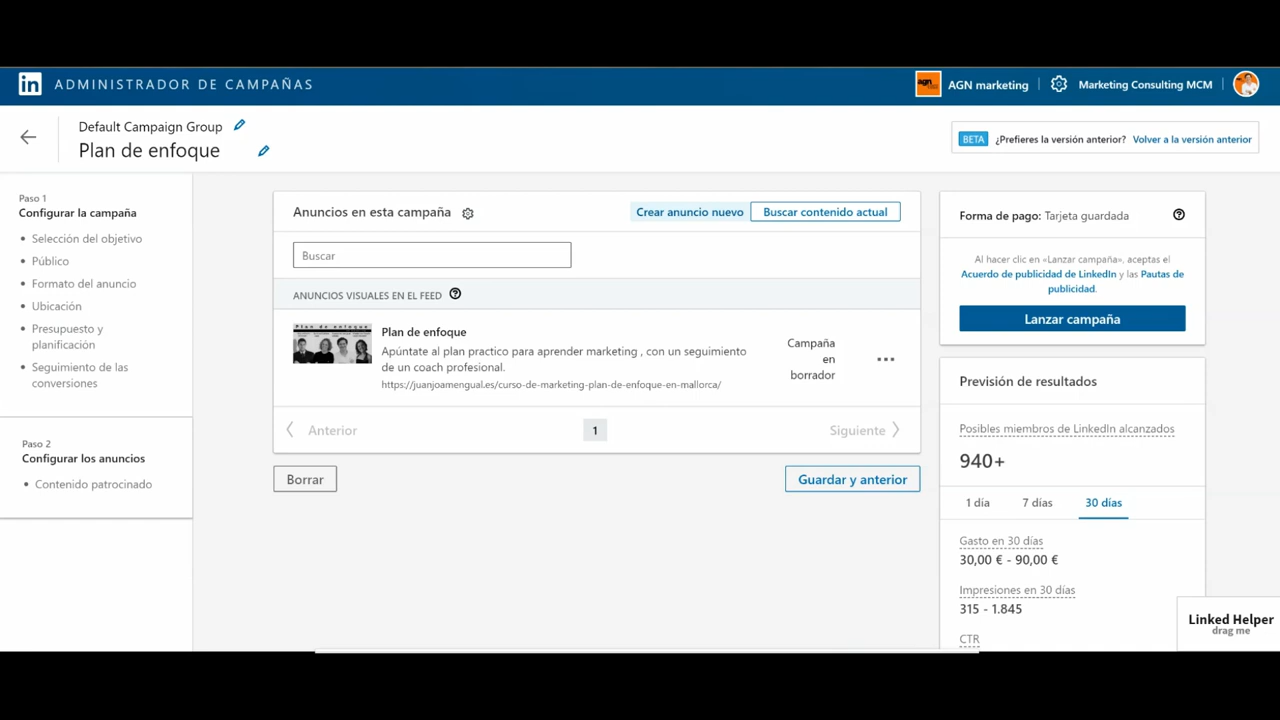 in ADMINISTRADOR DE CAMPAÑAS
agn
AGN marketing
Marketing Consulting MCM
Default Campaign Group
Plan de enfoque
BETA ¿Prefieres la versión anterior? Volver a la versión anterior
Paso 1
Configurar la campaña
Selección del objetivo
Público
Formato del anuncio
Ubicación
Presupuesto y
planificación
Seguimiento de las
conversiones
Paso 2
Configurar los anuncios
Contenido patrocinado
Anuncios en esta campaña
Crear anuncio nuevo
Buscar contenido actual
Buscar
ANUNCIOS VISUALES EN EL FEED
Plan de enfoque
Plan de enfoque
Apúntate al plan practico para aprender marketing , con un seguimiento
de un coach profesional.
https://juanjoamengual.es/curso-de-marketing-plan-de-enfoque-en-mallorca/
Campaña
en
borrador
Anterior
1
Siguiente
Borrar
Guardar y anterior
Forma de pago: Tarjeta guardada
Al hacer clic en «Lanzar campaña», aceptas el
Acuerdo de publicidad de LinkedIn y las Pautas de
publicidad.
Lanzar campaña
Previsión de resultados
Posibles miembros de LinkedIn alcanzados
940+
1 día
7 días
30 días
Gasto en 30 días
30,00 € - 90,00 €
Impresiones en 30 días
315 - 1.845
CTR
Linked Helper
drag me